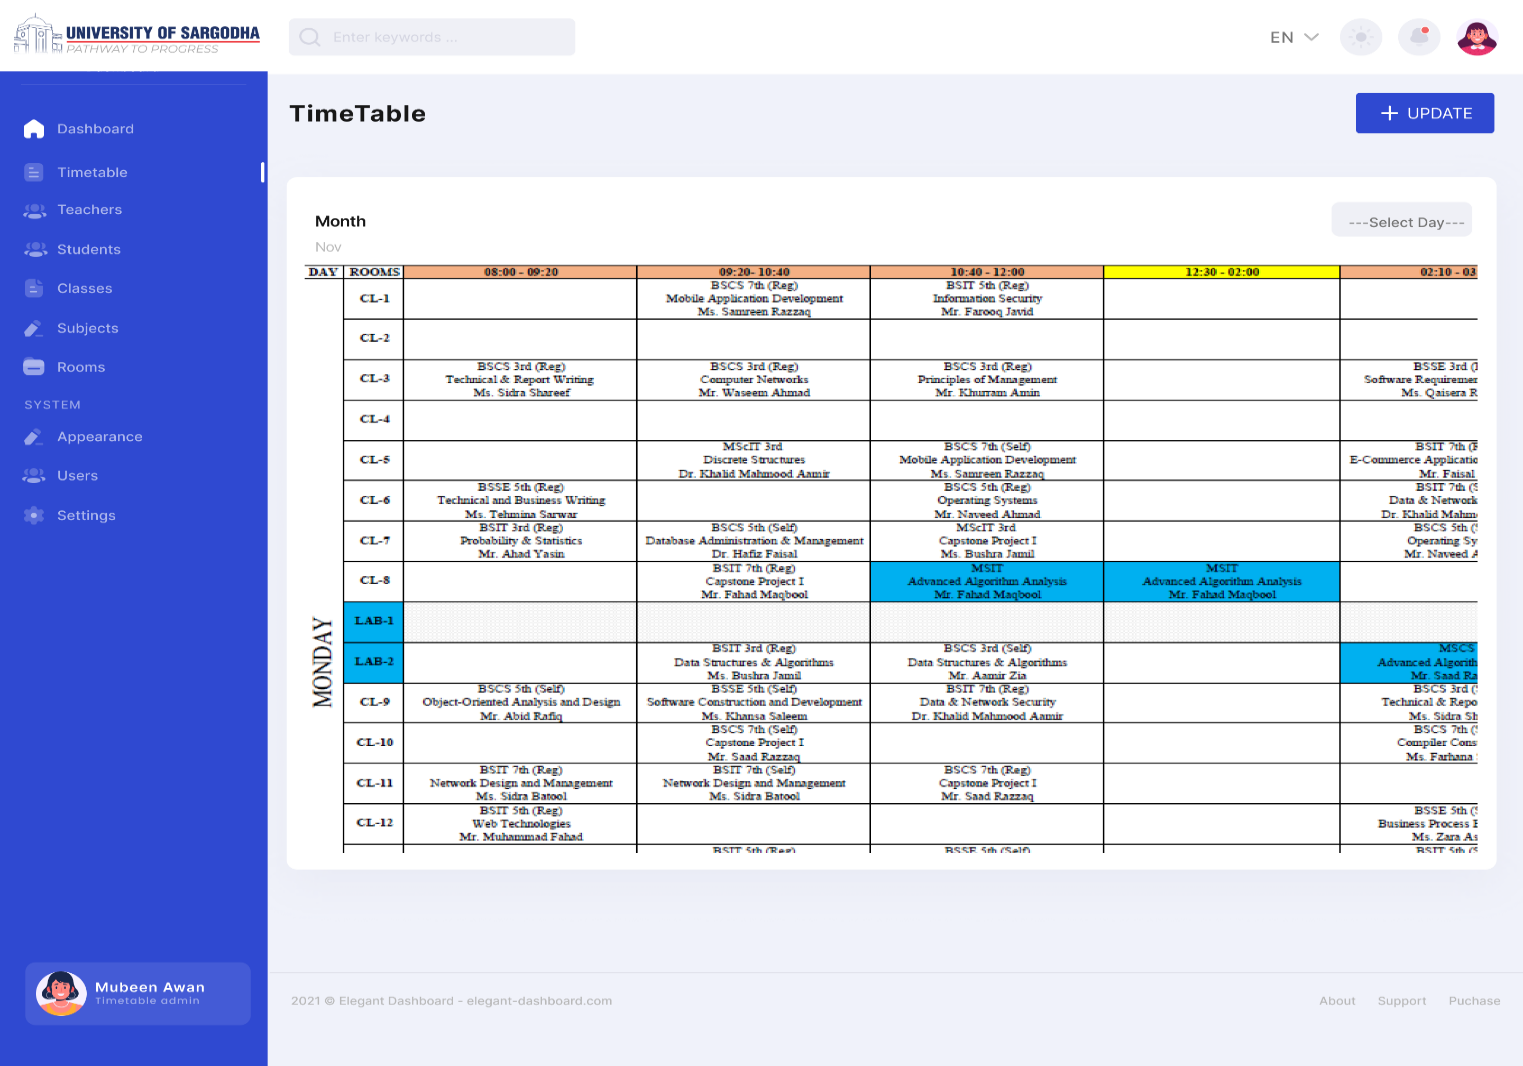 UNIVERSITY OF SARGODHA
PATHWAY TO PROGRESS
Enter keywords ...
EN
Dashboard
Timetable
Teachers
Students
Classes
Subjects
Rooms
SYSTEM
Appearance
Users
Settings
Mubeen Awan
Timetable admin
TimeTable
UPDATE
Month
---Select Day---
Nov
DAY ROOMS 08:00 - 09:20 09:20- 10:40 10:40 - 12:00 12:30 - 02:00 02:10 - 03
MONDAY
BSCS 7th (Reg) BSIT 5th (Reg)
CL-1 Mobile Application Development Information Security
Ms. Samreen Razzaq Mr. Farooq Javid
CL-2
BSCS 3rd (Reg) BSCS 3rd (Reg) BSCS 3rd (Reg) BSSE 3rd (
CL-3 Technical & Report Writing Computer Networks Principles of Management Software Requiremen
Ms. Sidra Shareef Mr. Waseem Ahmad Mr. Khurram Amin Ms. Qaisera R
CL-4
MScIT 3rd BSCS 7th (Self) BSIT 7th (
CL-5 Discrete Structures Mobile Application Development E-Commerce Applicatio
Dr. Khalid Mahmood Aamir Ms. Samreen Razzaq Mr. Faisal
BSSE 5th (Reg) BSCS 5th (Reg) BSIT 7th (
CL-6 Technical and Business Writing Operating Systems Data & Network
Ms. Tehmina Sarwar Mr. Naveed Ahmad Dr. Khalid Mahm
BSIT 3rd (Reg) BSCS 5th (Self) MScIT 3rd BSCS 5th (
CL-7 Probability & Statistics Database Administration & Management Capstone Project I Operating Sy
Mr. Ahad Yasin Dr. Hafiz Faisal Ms. Bushra Jamil Mr. Naveed A
BSIT 7th (Reg) MSIT MSIT
CL-8 Capstone Project I Advanced Algorithm Analysis Advanced Algorithm Analysis
Mr. Fahad Maqbool Mr. Fahad Maqbool Mr. Fahad Maqbool
LAB-1
BSIT 3rd (Reg) BSCS 3rd (Self) MSCS
LAB-2 Data Structures & Algorithms Data Structures & Algorithms Advanced Algorith
Ms. Bushra Jamil Mr. Aamir Zia Mr. Saad Ra
BSCS 5th (Self) BSSE 5th (Self) BSIT 7th (Reg) BSCS 3rd (
CL-9 Object-Oriented Analysis and Design Software Construction and Development Data & Network Security Technical & Repo
Mr. Abid Rafiq Ms. Khansa Saleem Dr. Khalid Mahmood Aamir Ms. Sidra Sh
BSCS 7th (Self) BSCS 7th (
CL-10 Capstone Project I Compiler Cons
Mr. Saad Razzaq Ms. Farhana
BSIT 7th (Reg) BSIT 7th (Self) BSCS 7th (Reg)
CL-11 Network Design and Management Network Design and Management Capstone Project I
Ms. Sidra Batool Ms. Sidra Batool Mr. Saad Razzaq
BSIT 5th (Reg) BSSE 5th (
CL-12 Web Technologies Business Process
Mr. Muhammad Fahad Ms. Zara As
BSIT 5th (Reg) BSSE 5th (Self) BSIT 5th (
2021 © Elegant Dashboard - elegant-dashboard.com
About Support Puchase